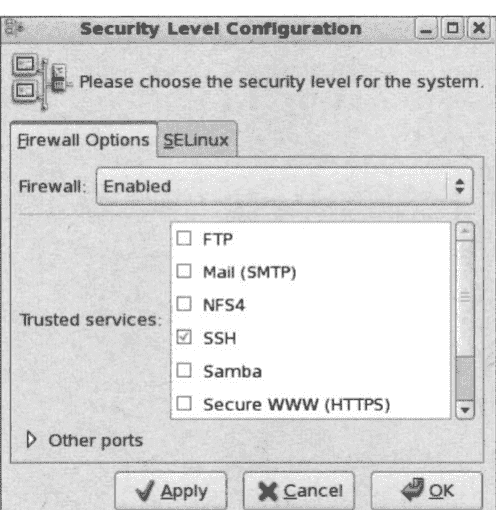 Security Level Configuration
Please choose the security level for the system.
Firewall Options
SELinux
Firewall: Enabled
Trusted services:
FTP
Mail (SMTP)
NFS4
SSH
Samba
Secure WWW (HTTPS)
Other ports
Apply
Cancel
OK